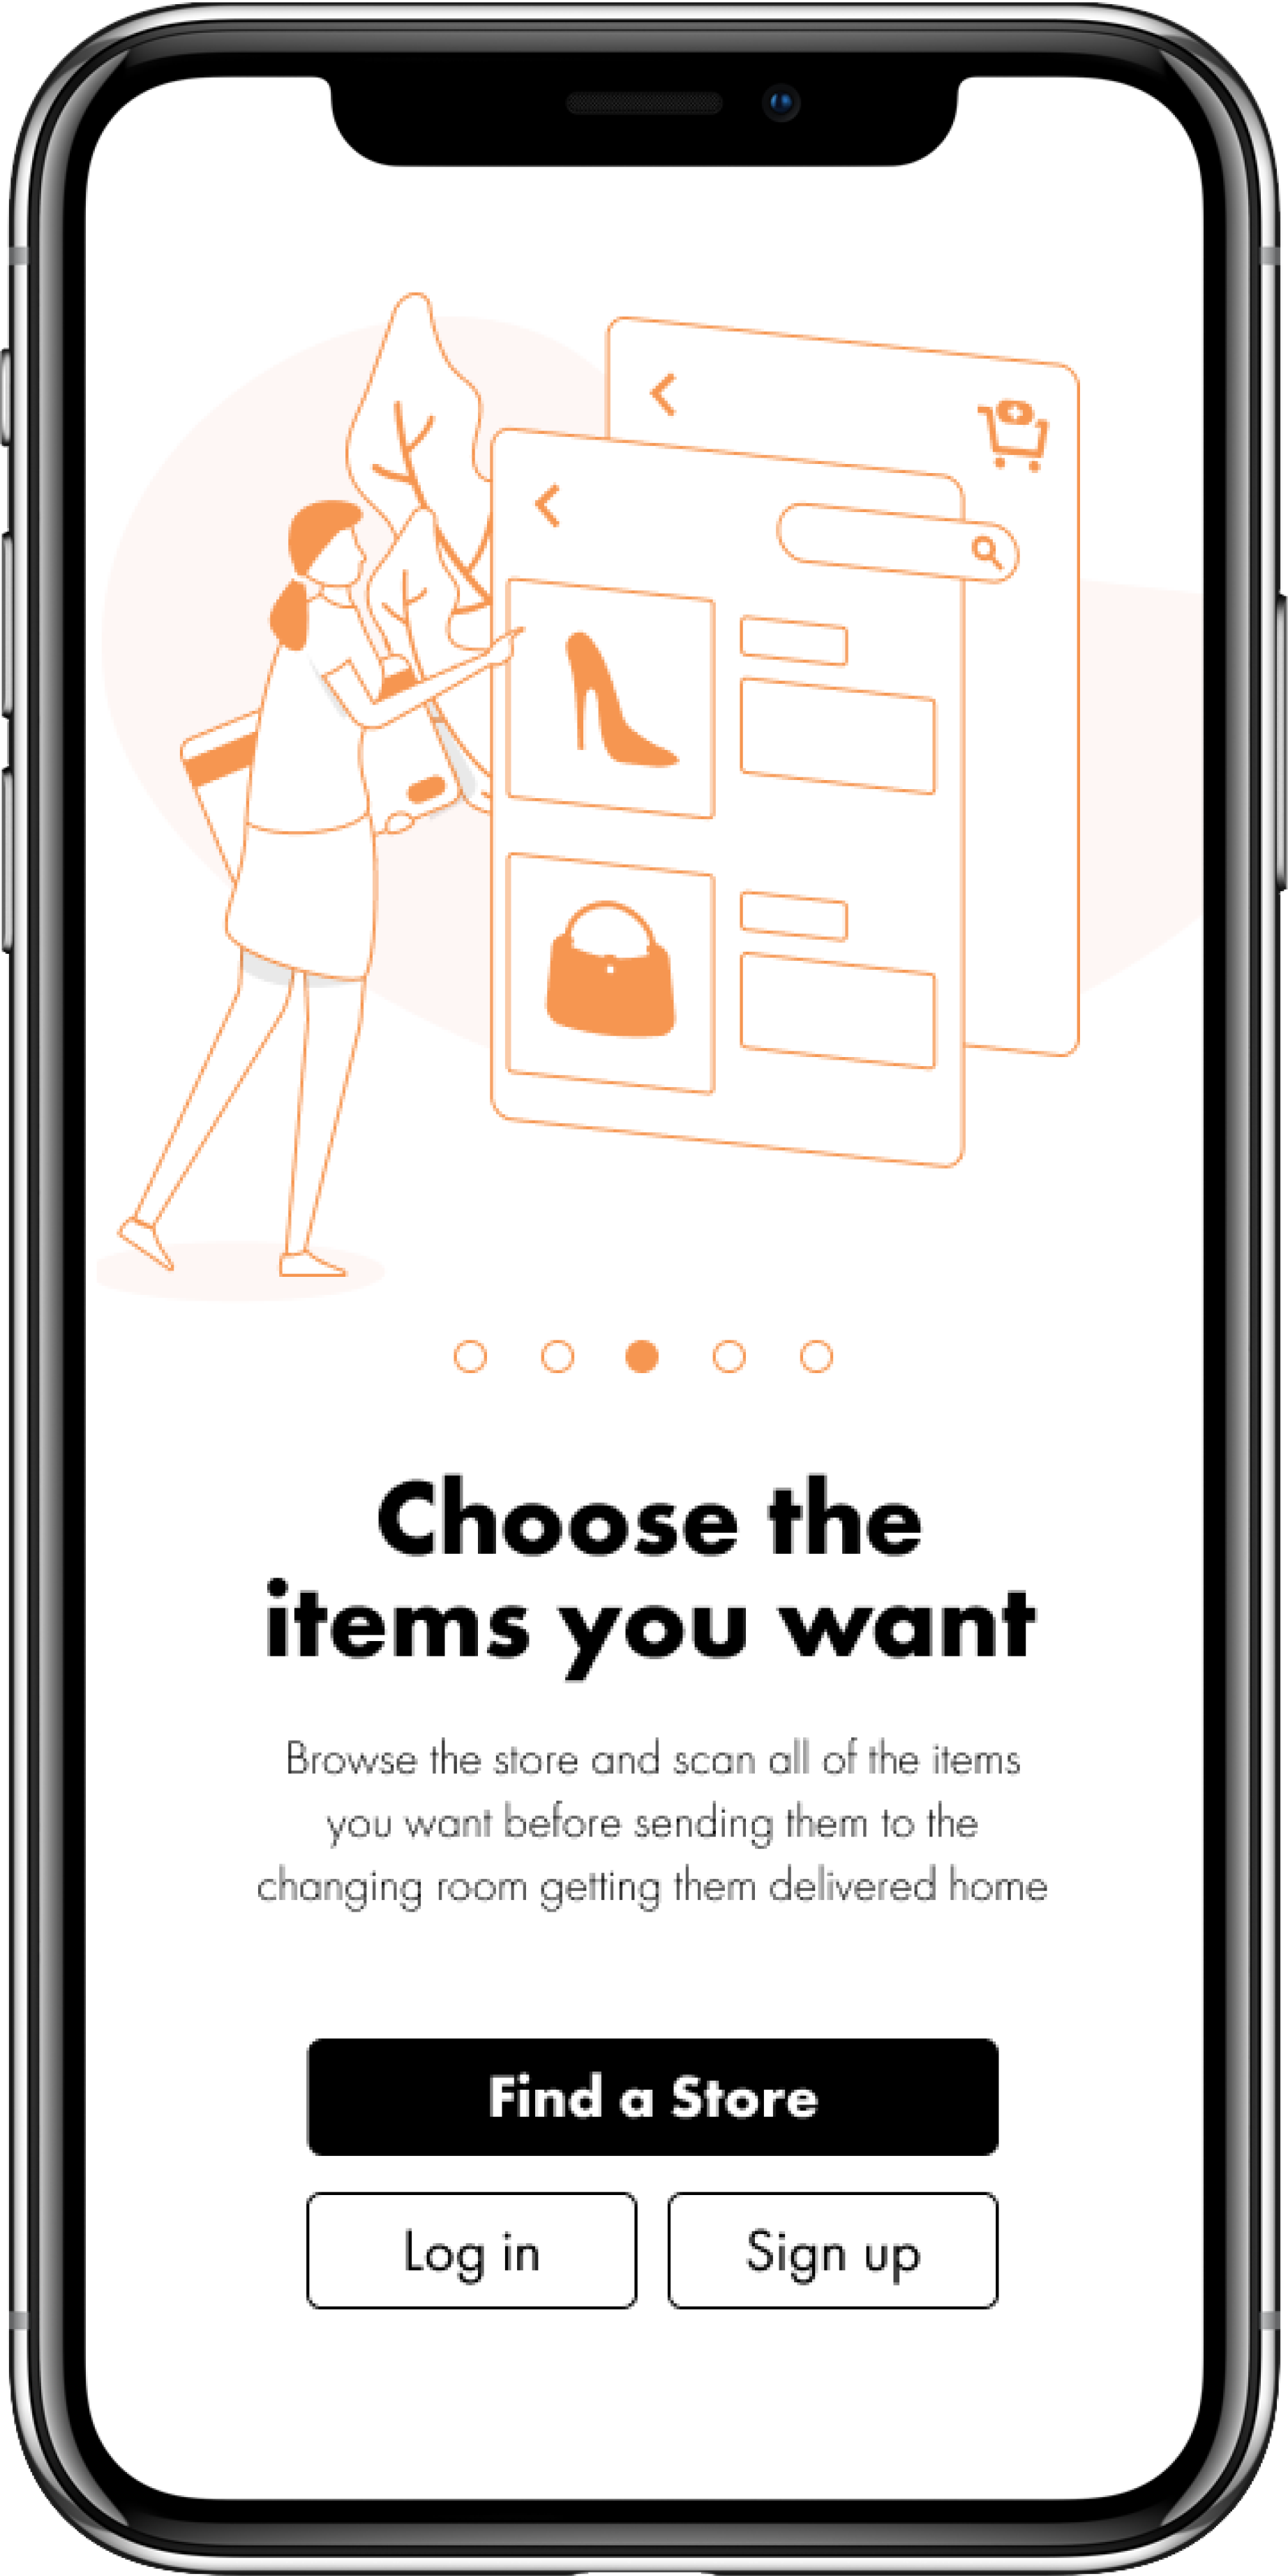 Choose the
items you want
Browse the store and scan all of the items
you want before sending them to the
changing room getting them delivered home
Find a Store
Log in
Sign up